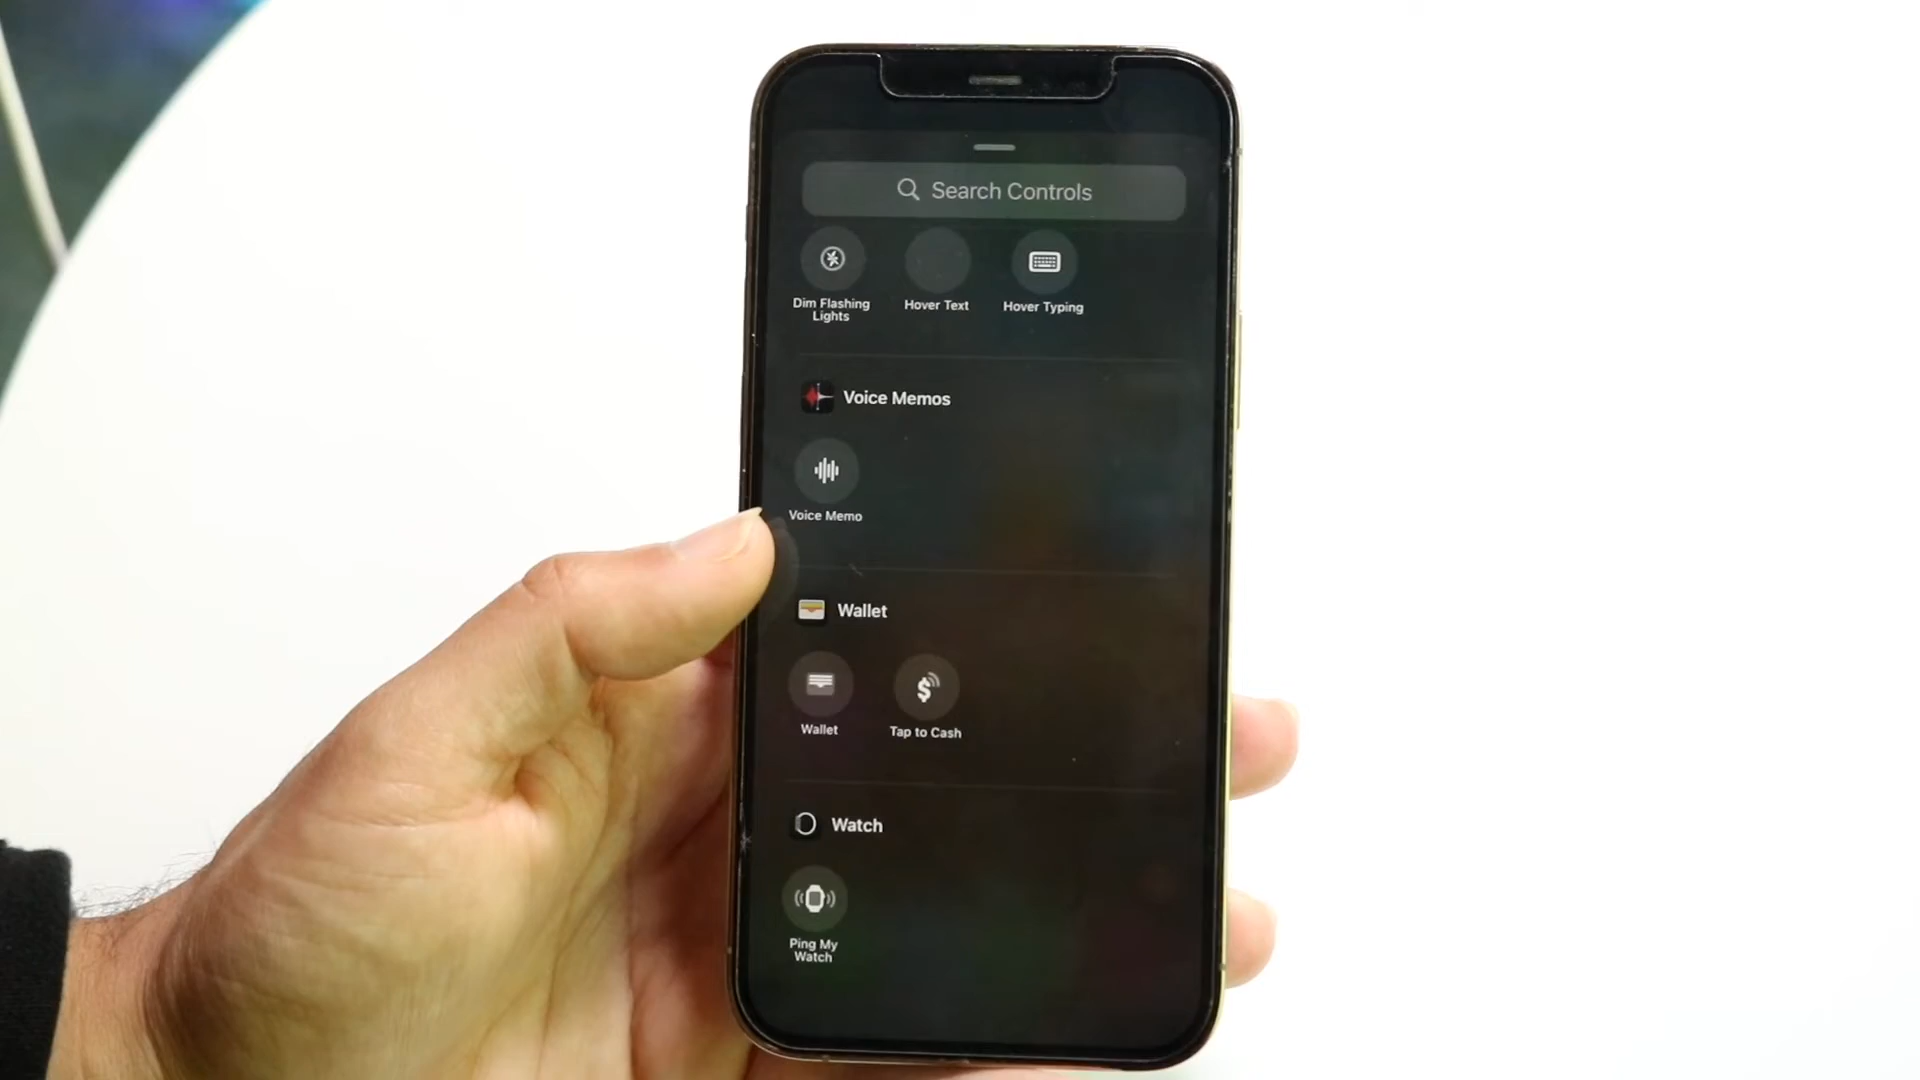 Search Controls
Dim Flashing
Lights
Hover Text
Hover Typing
Voice Memos
Voice Memo
Wallet
Wallet
Tap to Cash
Watch
Ping My
Watch